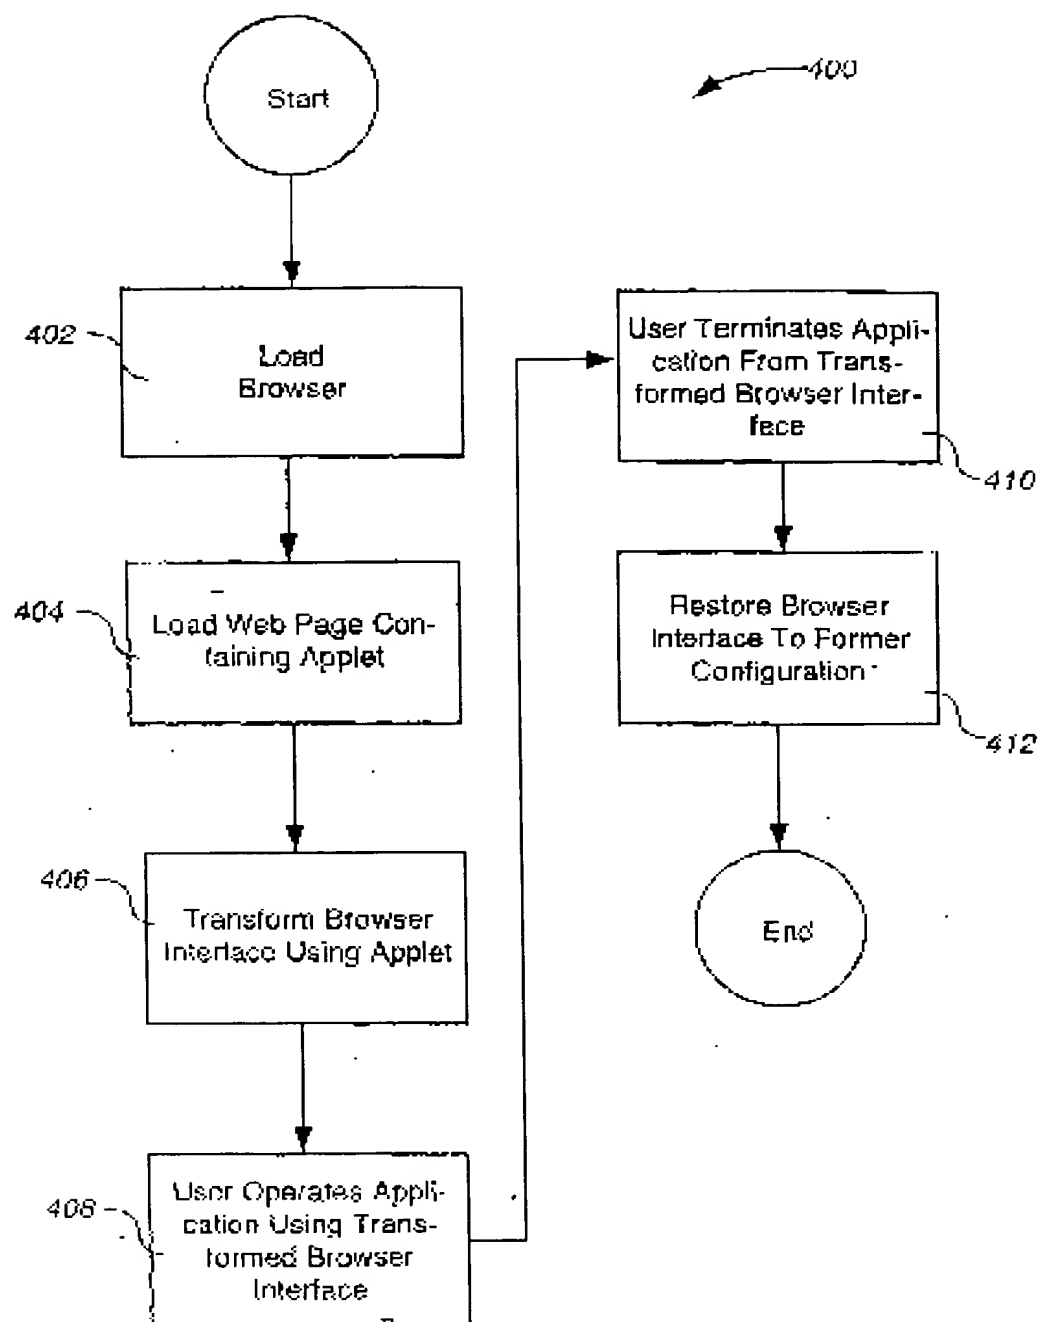 Start
400
402
Load
Browser
404
Load Web Page Con-
taining Applet
406
Transform Browser
Interface Using Applet
408
User Operates Appli-
cation Using Trans-
formed Browser
Interface
User Terminates Appli-
cation From Trans-
formed Browser Inter-
face
410
Restore Browser
Interface To Former
Configuration
412
End